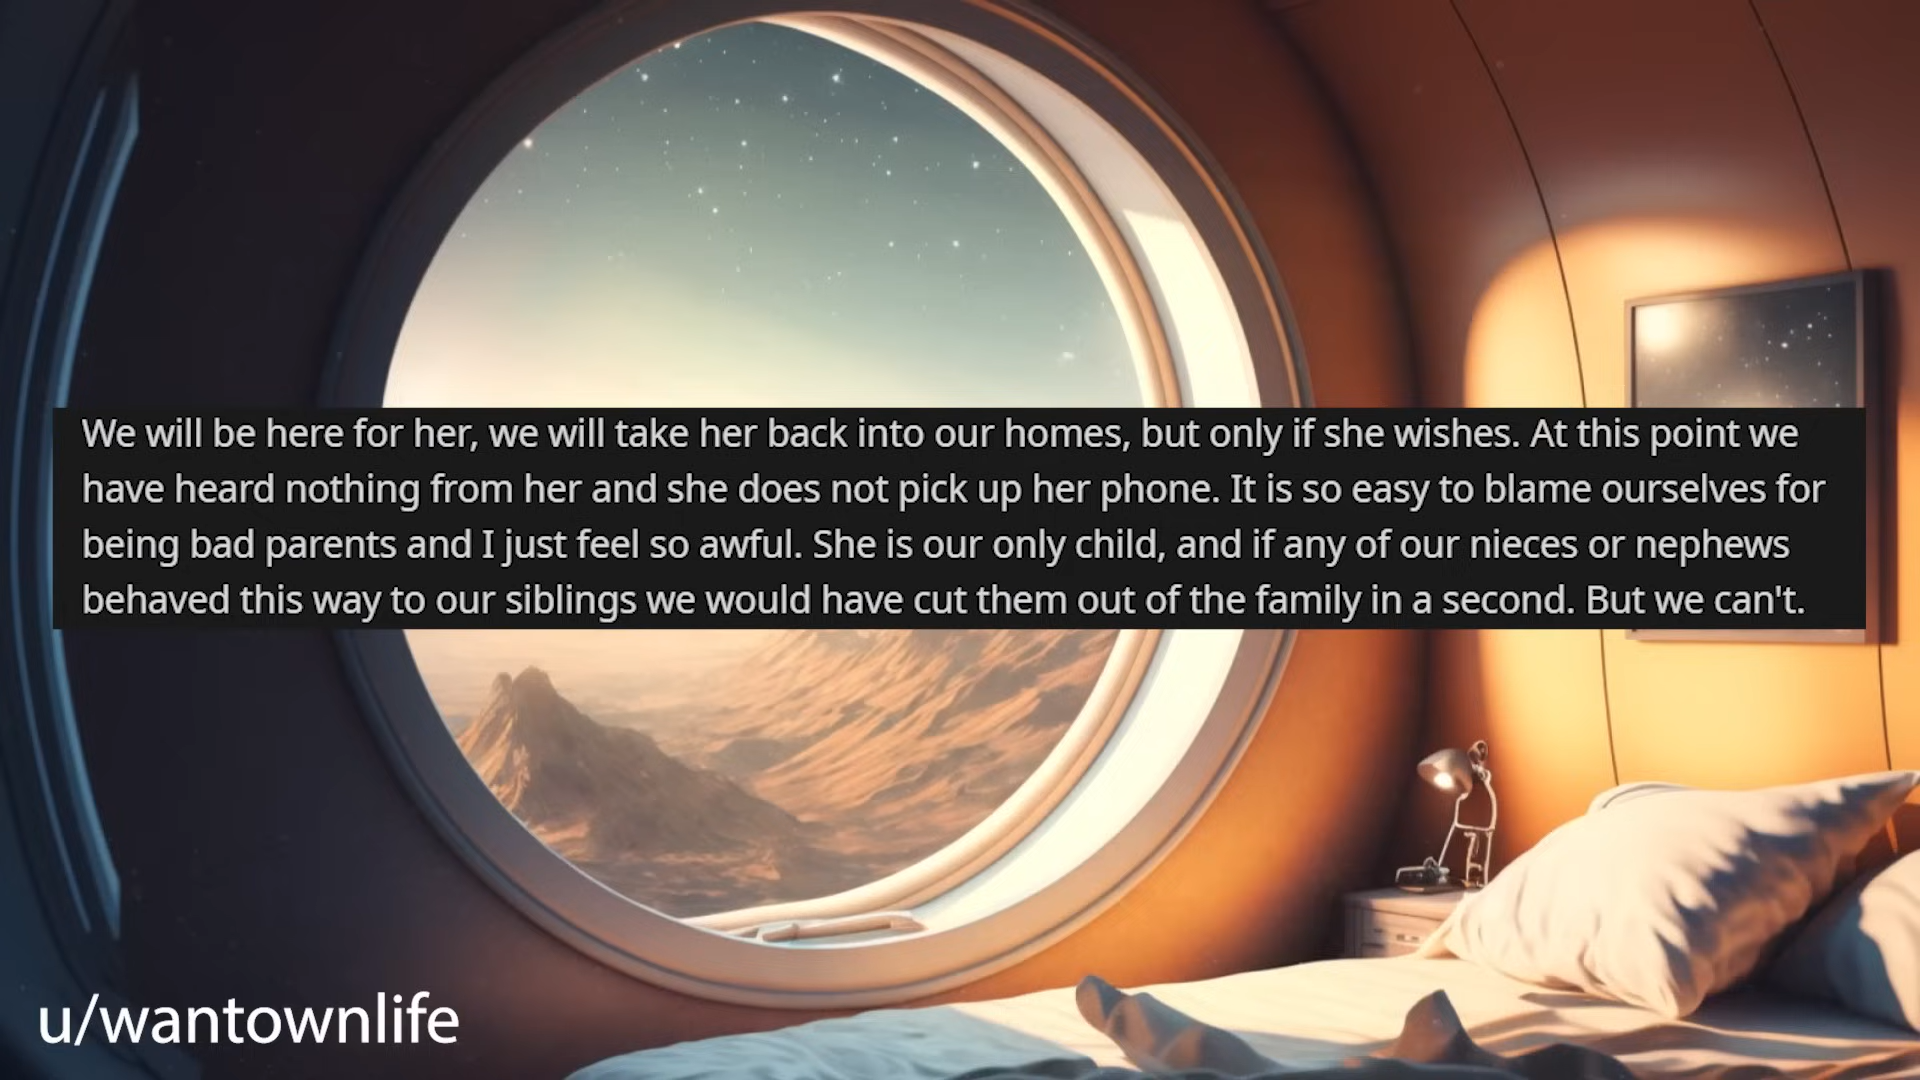 We will be here for her, we will take her back into our homes, but only if she wishes. At this point we
have heard nothing from her and she does not pick up her phone. It is so easy to blame ourselves for
being bad parents and I just feel so awful. She is our only child, and if any of our nieces or nephews
behaved this way to our siblings we would have cut them out of the family in a second. But we can't.
u/wantownlife